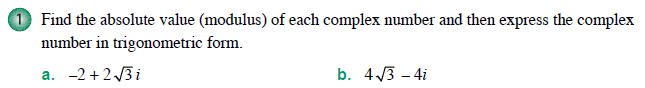 1 Find the absolute value (modulus) of each complex number and then express the complex
number in trigonometric form.
a. −2 + 2√3 i b. 4√3 − 4i